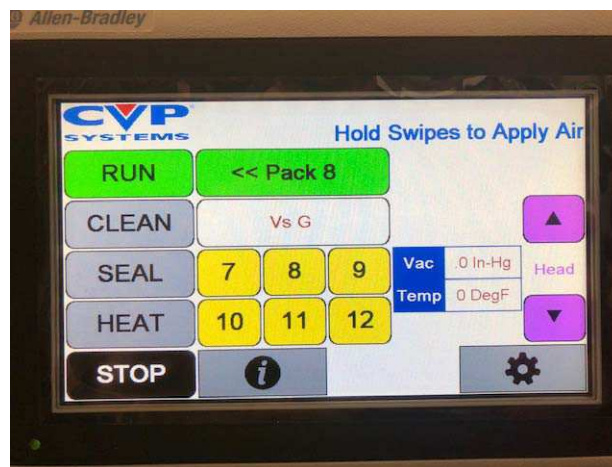 Allen-Bradley
CVP
SYSTEMS
Hold Swipes to Apply Air
RUN
<< Pack 8
CLEAN
Vs G
SEAL
7 8 9
Vac .0 In-Hg
Head
Temp 0 DegF
HEAT
10 11 12
STOP
i